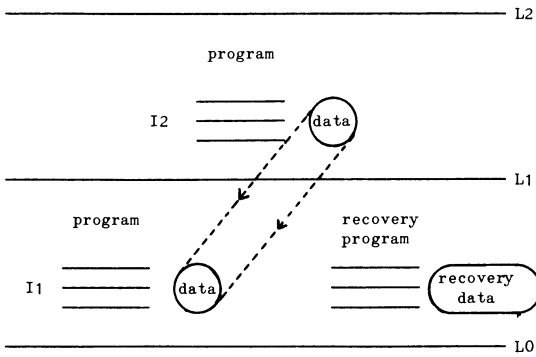 L2
program
I2
data
L1
program
recovery
program
I1
data
recovery
data
L0